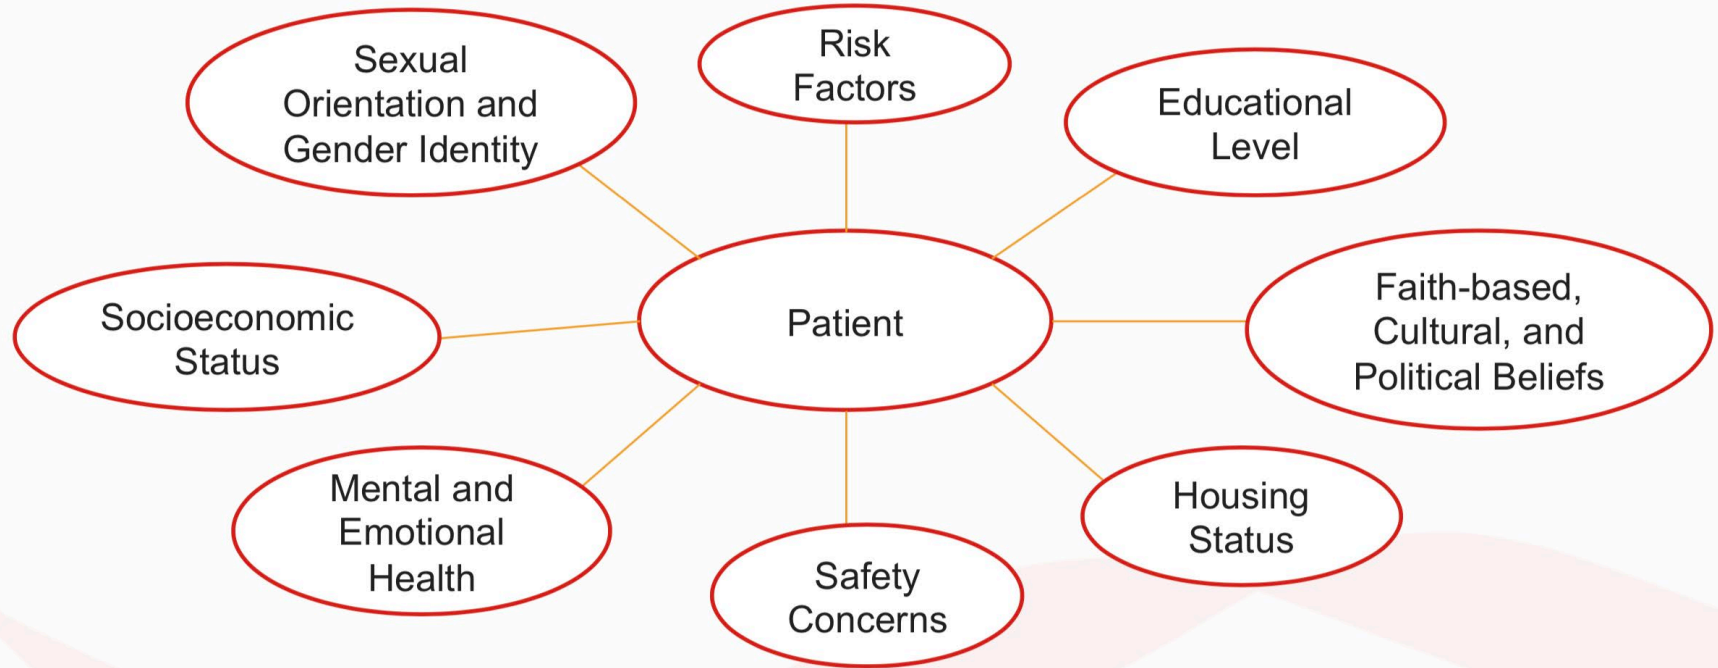 Sexual
Orientation and
Gender Identity
Risk
Factors
Educational
Level
Socioeconomic
Status
Patient
Faith-based,
Cultural, and
Political Beliefs
Mental and
Emotional
Health
Safety
Concerns
Housing
Status